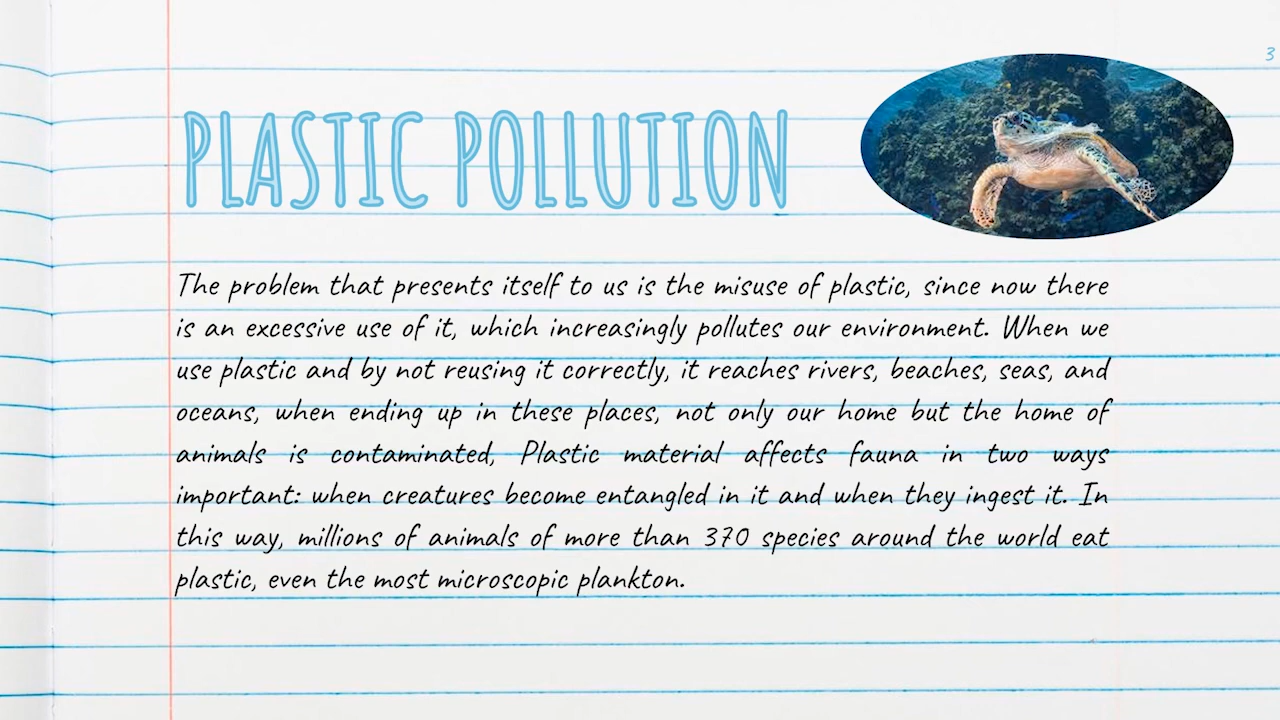 3
PLASTIC POLLUTION
The problem that presents itself to us is the misuse of plastic, since now there
is an excessive use of it, which increasingly pollutes our environment. When we
use plastic and by not reusing it correctly, it reaches rivers, beaches, seas, and
oceans, when ending up in these places, not only our home but the home of
animals is contaminated, Plastic material affects fauna in two ways
important: when creatures become entangled in it and when they ingest it. In
this way, millions of animals of more than 370 species around the world eat
plastic, even the most microscopic plankton.